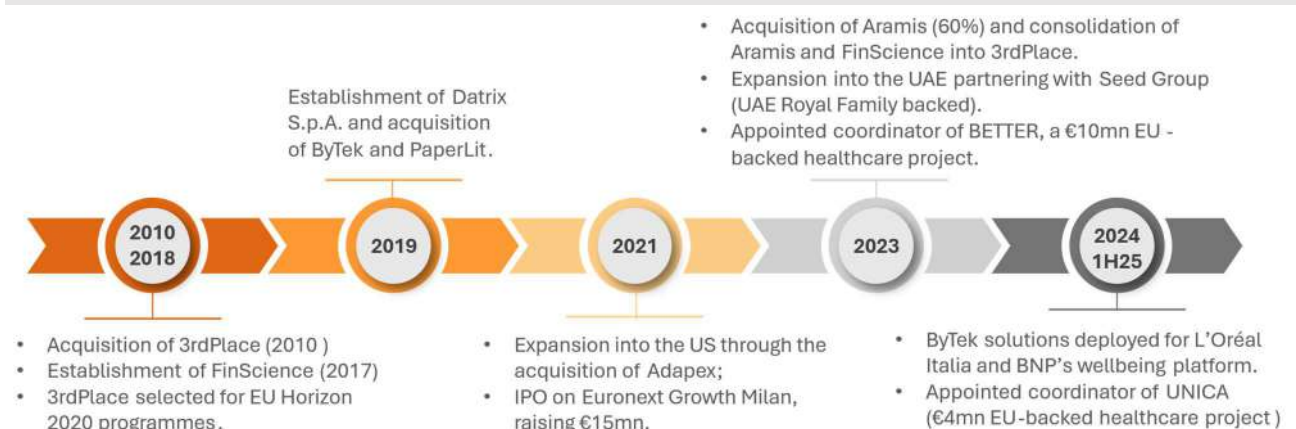 2010
2018
• Acquisition of 3rdPlace (2010 )
• Establishment of FinScience (2017)
• 3rdPlace selected for EU Horizon
2020 programmes.
Establishment of Datrix
S.p.A. and acquisition
of ByTek and PaperLit.
2019
2021
• Expansion into the US through the
acquisition of Adapex;
• IPO on Euronext Growth Milan,
raising €15mn.
• Acquisition of Aramis (60%) and consolidation of
Aramis and FinScience into 3rdPlace.
• Expansion into the UAE partnering with Seed Group
(UAE Royal Family backed).
• Appointed coordinator of BETTER, a €10mn EU -
backed healthcare project.
2023
2024
1H25
• ByTek solutions deployed for L’Oréal
Italia and BNP’s wellbeing platform.
• Appointed coordinator of UNICA
(€4mn EU-backed healthcare project )